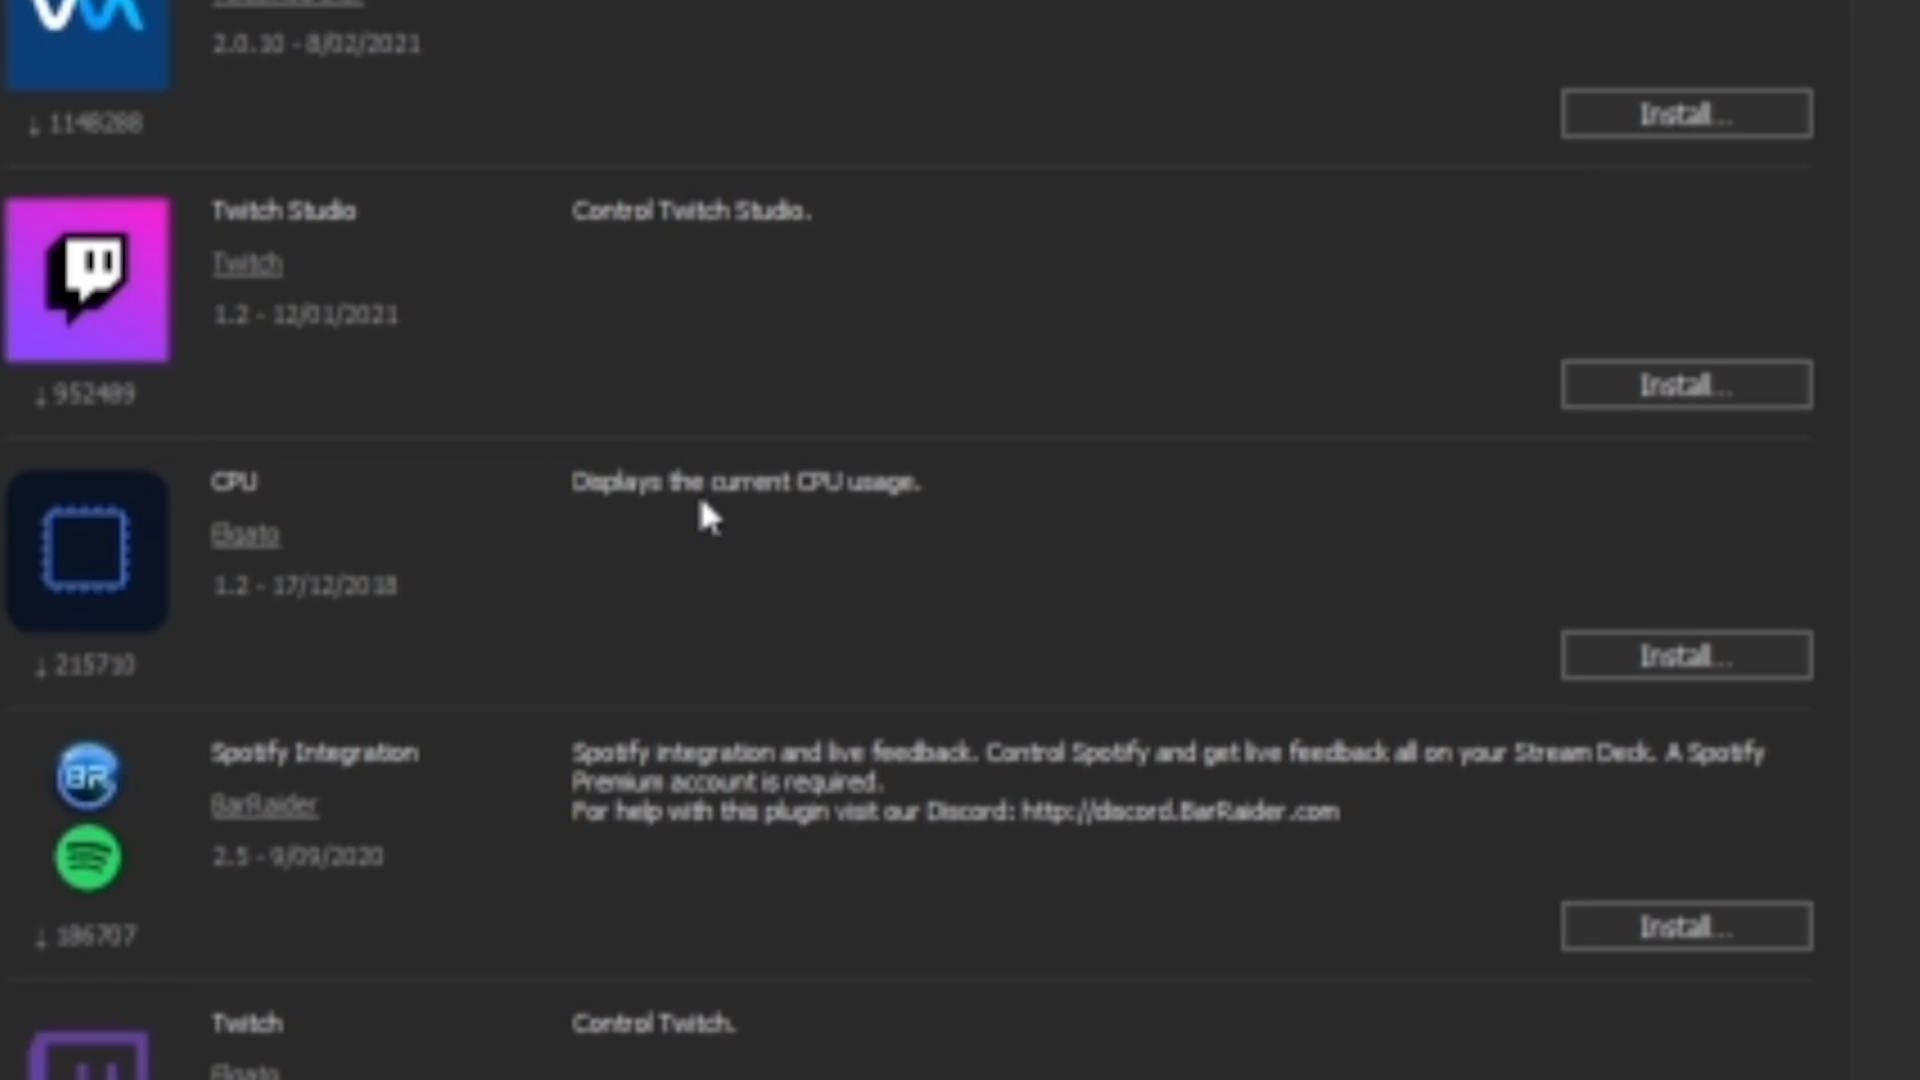 2.0.10 - 8/02/2021
↓ 1148288
Install...
Twitch Studio
Control Twitch Studio.
Twitch
1.2 - 12/01/2021
↓ 952489
Install...
CPU
Displays the current CPU usage.
Elgato
1.2 - 17/12/2018
↓ 215710
Install...
Spotify Integration
Spotify integration and live feedback. Control Spotify and get live feedback all on your Stream Deck. A Spotify
Premium account is required.
For help with this plugin visit our Discord: http://discord.BarRaider.com
BarRaider
2.5 - 9/09/2020
BR
↓ 186707
Install...
Twitch
Control Twitch.
Elgato